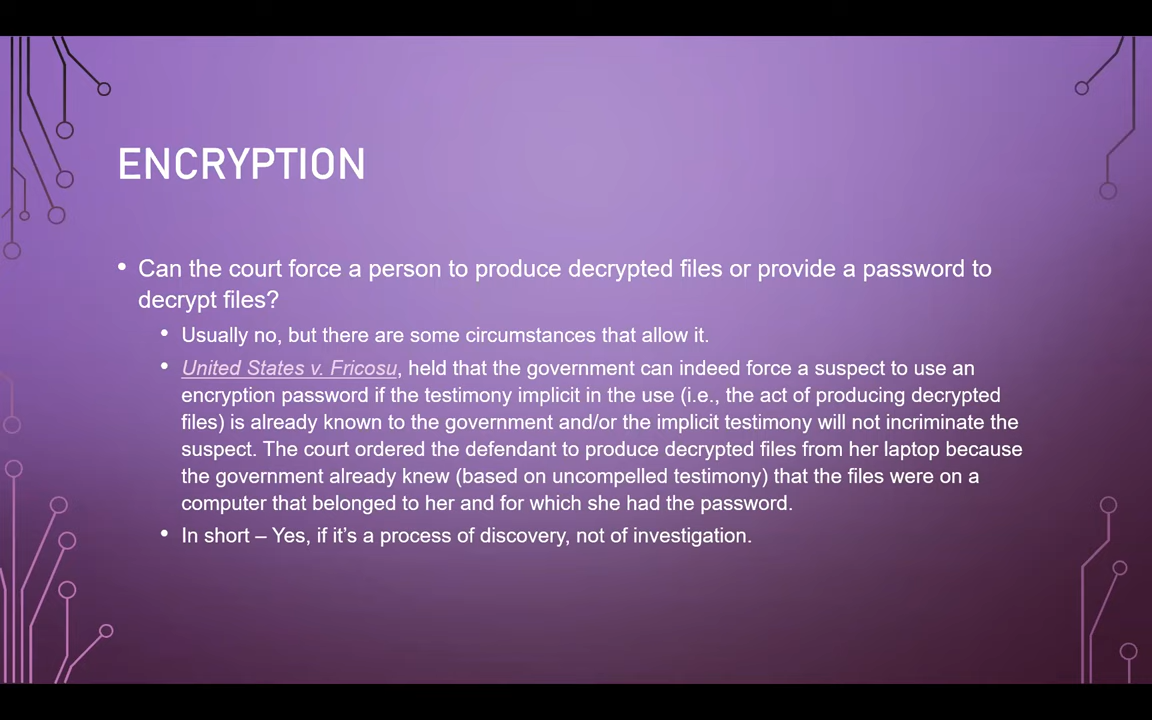 ENCRYPTION
• Can the court force a person to produce decrypted files or provide a password to
decrypt files?
• Usually no, but there are some circumstances that allow it.
• United States v. Fricosu, held that the government can indeed force a suspect to use an
encryption password if the testimony implicit in the use (i.e., the act of producing decrypted
files) is already known to the government and/or the implicit testimony will not incriminate the
suspect. The court ordered the defendant to produce decrypted files from her laptop because
the government already knew (based on uncompelled testimony) that the files were on a
computer that belonged to her and for which she had the password.
• In short – Yes, if it’s a process of discovery, not of investigation.